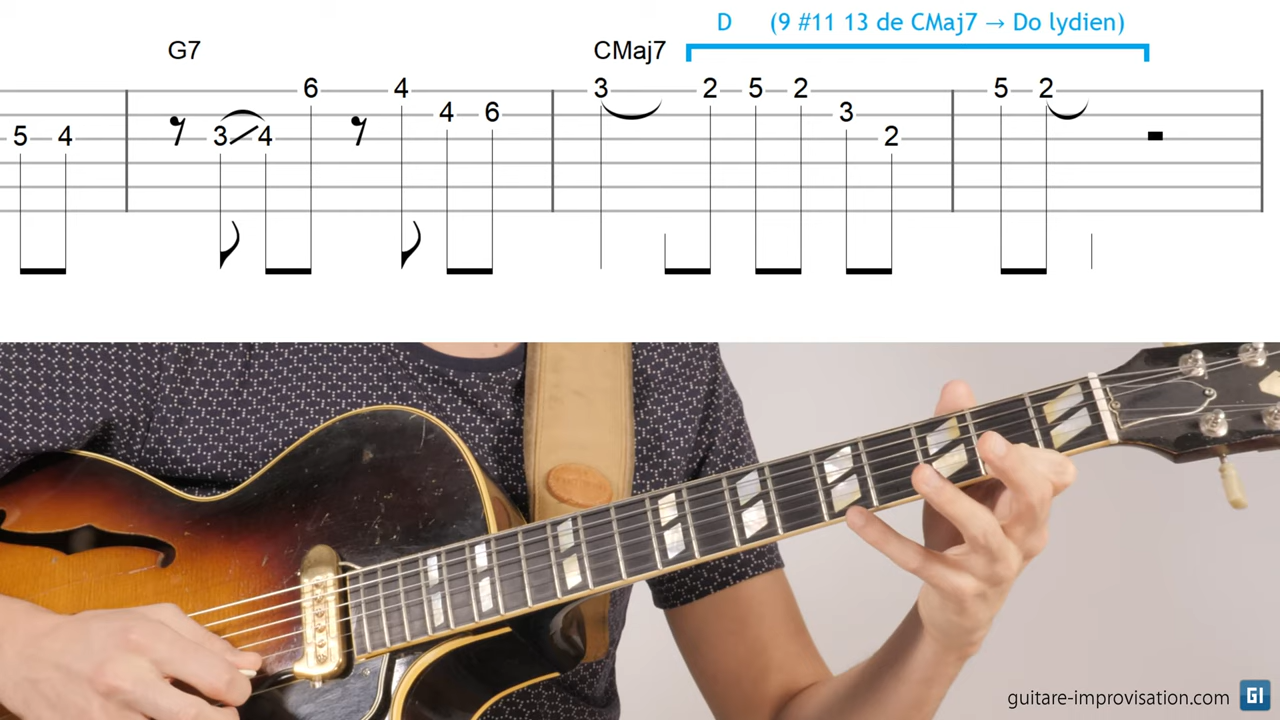 D (9 #11 13 de CMaj7 → Do lydien)
G7 CMaj7
6 4 3 2 5 2 5 2
4 6 3
5 4 3 4 2
guitare-improvisation.com GI